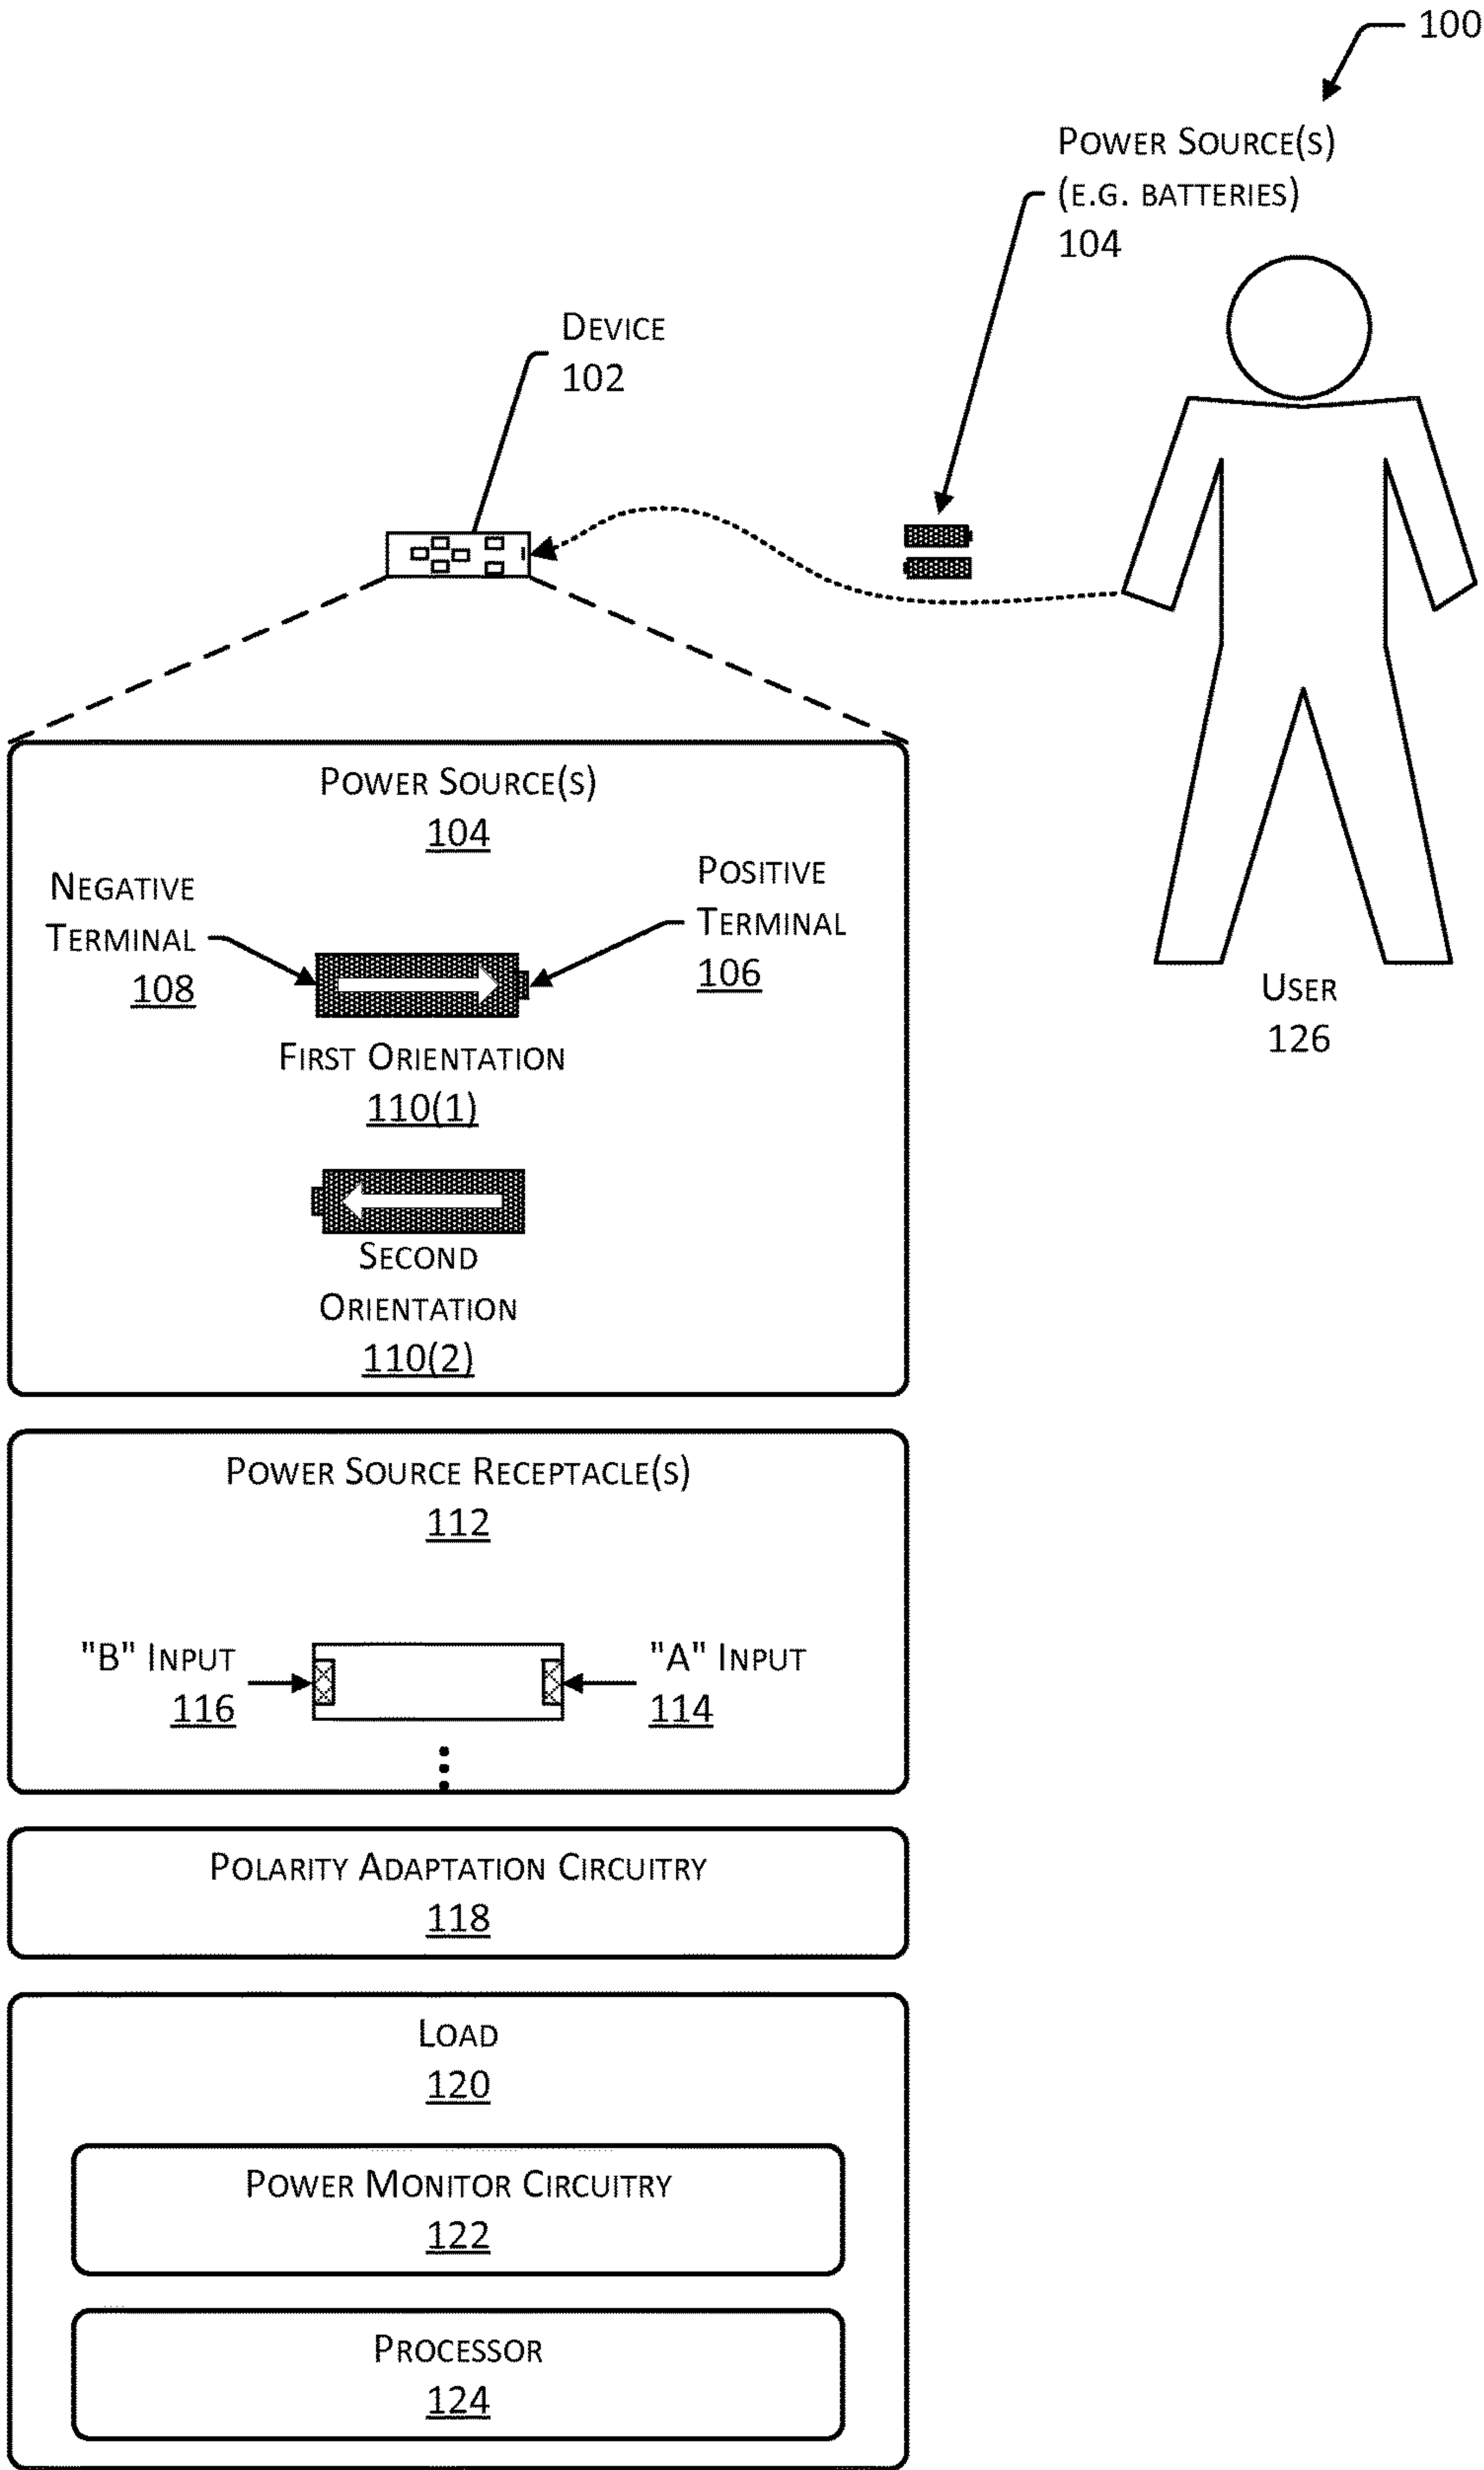 100
POWER SOURCE(S)
(E.G. BATTERIES)
104
DEVICE
102
USER
126
POWER SOURCE(S)
104
NEGATIVE
TERMINAL
108
POSITIVE
TERMINAL
106
FIRST ORIENTATION
110(1)
SECOND
ORIENTATION
110(2)
POWER SOURCE RECEPTACLE(S)
112
"B" INPUT
116
"A" INPUT
114
POLARITY ADAPTATION CIRCUITRY
118
LOAD
120
POWER MONITOR CIRCUITRY
122
PROCESSOR
124